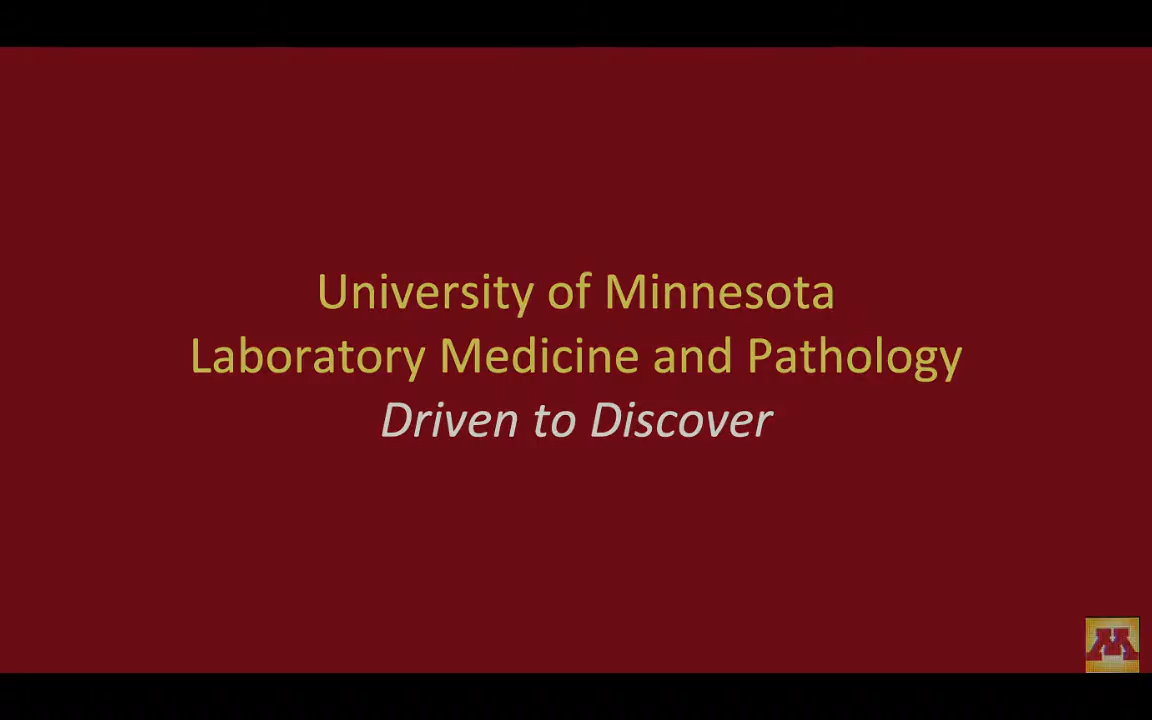 University of Minnesota
Laboratory Medicine and Pathology
Driven to Discover
M